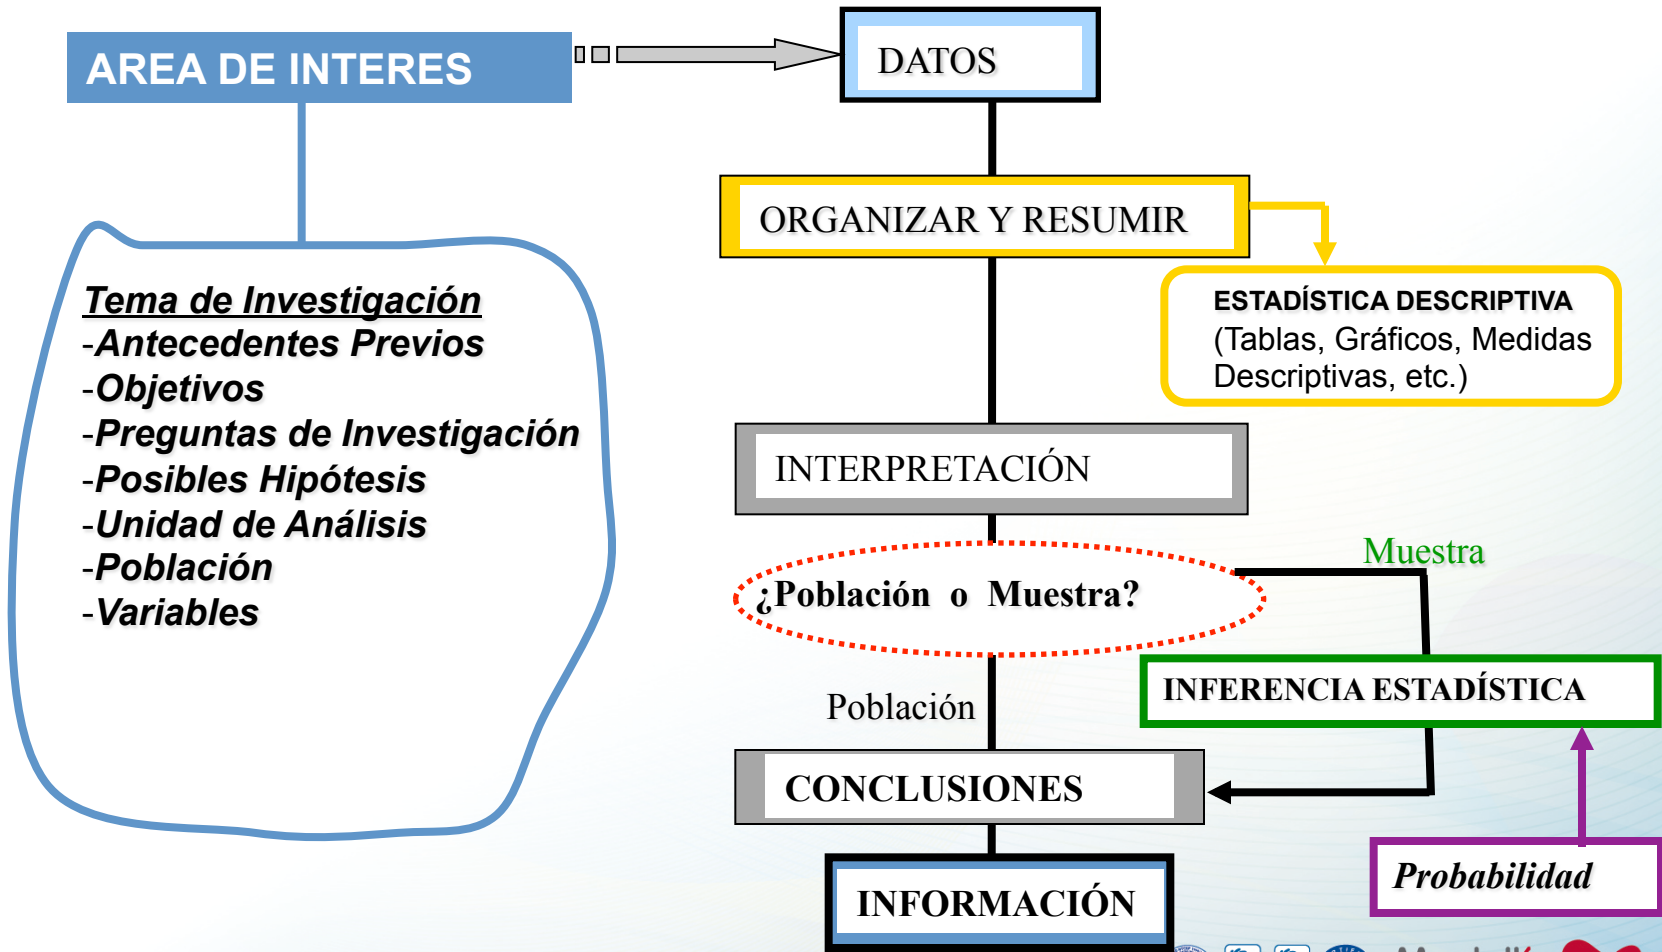 AREA DE INTERES
DATOS
ORGANIZAR Y RESUMIR
Tema de Investigación
-Antecedentes Previos
-Objetivos
-Preguntas de Investigación
-Posibles Hipótesis
-Unidad de Análisis
-Población
-Variables
ESTADÍSTICA DESCRIPTIVA
(Tablas, Gráficos, Medidas
Descriptivas, etc.)
INTERPRETACIÓN
¿Población o Muestra?
Muestra
INFERENCIA ESTADÍSTICA
Población
CONCLUSIONES
Probabilidad
INFORMACIÓN